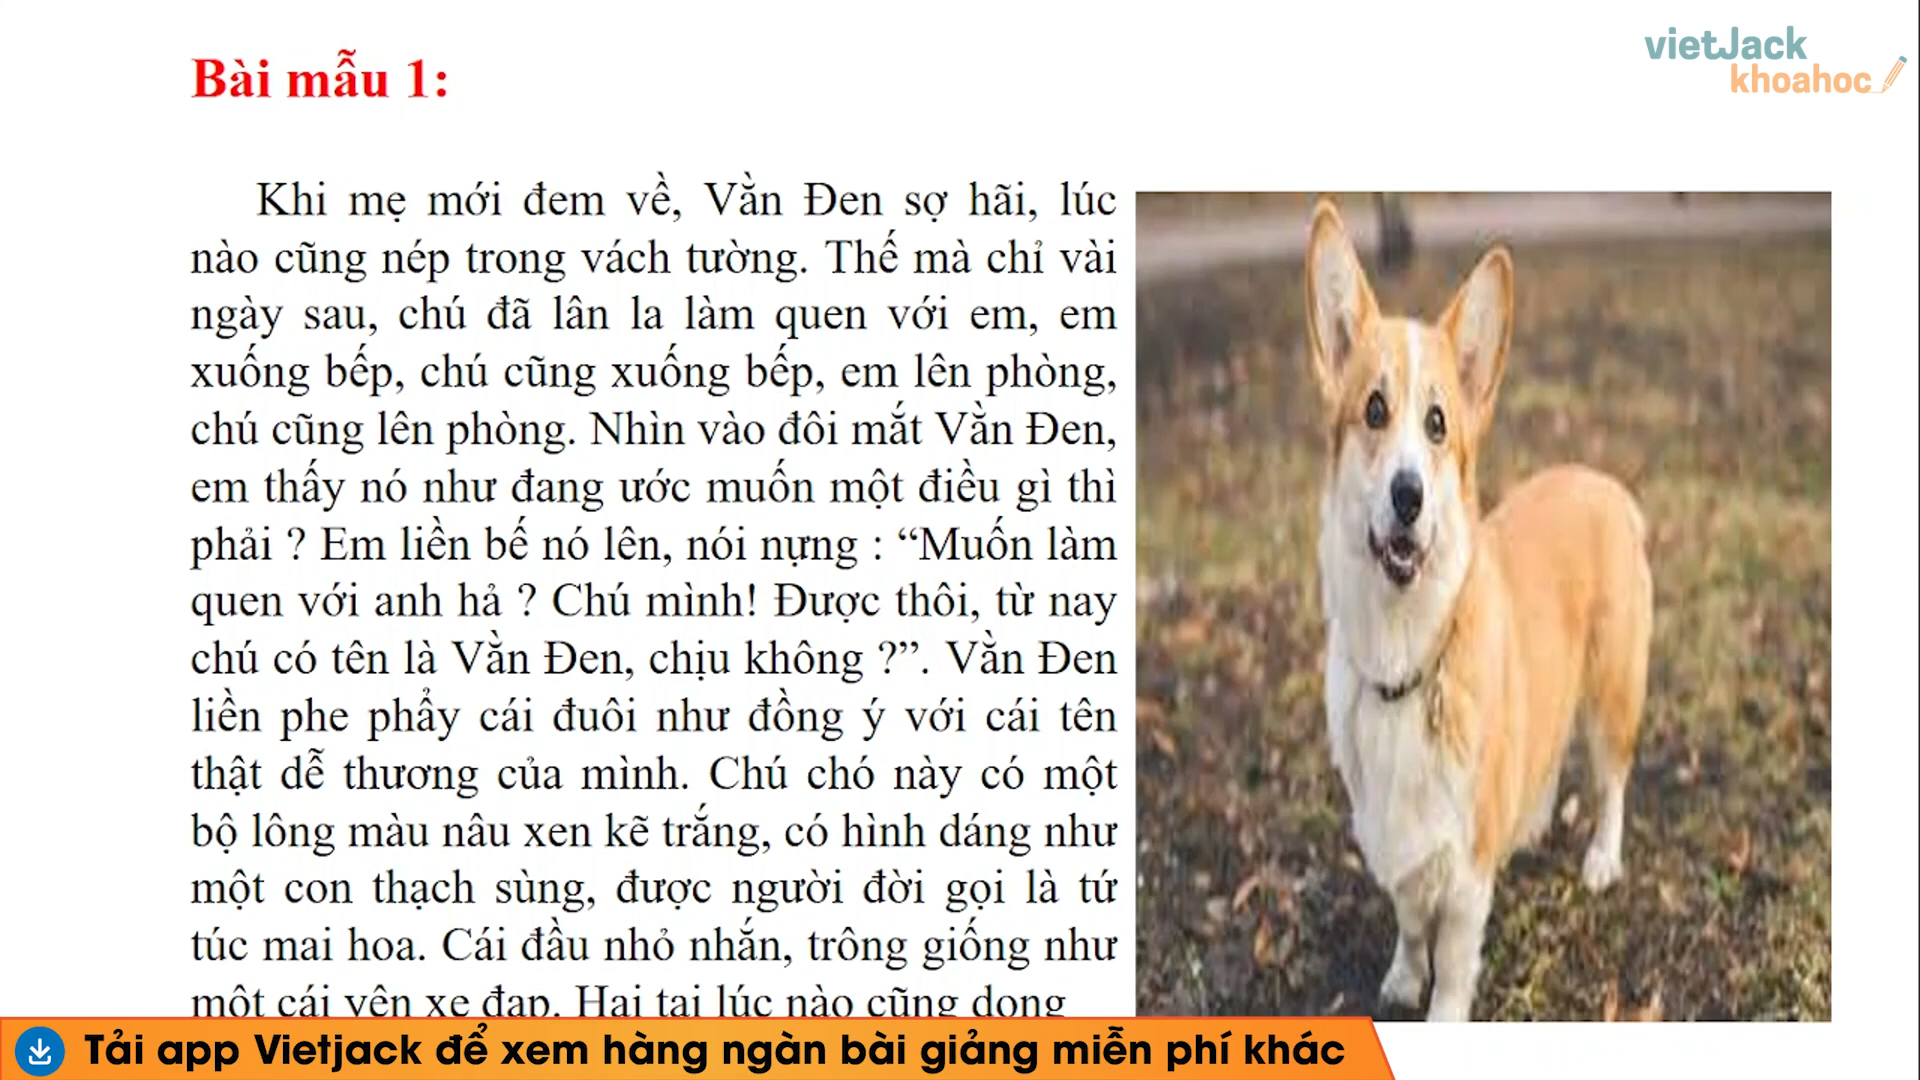 vietJack
khoahoc
Bài mẫu 1:
Khi mẹ mới đem về, Vằn Đen sợ hãi, lúc
nào cũng nép trong vách tường. Thế mà chỉ vài
ngày sau, chú đã lân la làm quen với em, em
xuống bếp, chú cũng xuống bếp, em lên phòng,
chú cũng lên phòng. Nhìn vào đôi mắt Vằn Đen,
em thấy nó như đang ước muốn một điều gì thì
phải ? Em liền bế nó lên, nói nựng : “Muốn làm
quen với anh hả ? Chú mình! Được thôi, từ nay
chú có tên là Vằn Đen, chịu không ?”. Vằn Đen
liền phe phẩy cái đuôi như đồng ý với cái tên
thật dễ thương của mình. Chú chó này có một
bộ lông màu nâu xen kẽ trắng, có hình dáng như
một con thạch sùng, được người đời gọi là tứ
túc mai hoa. Cái đầu nhỏ nhắn, trông giống như
một cái yên xe đạp. Hai tai lúc nào cũng dong
Tải app Vietjack để xem hàng ngàn bài giảng miễn phí khác